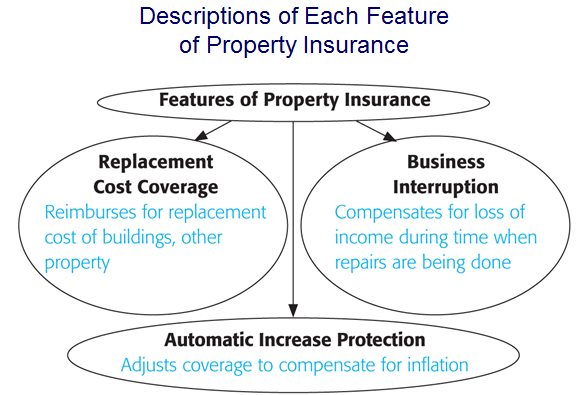 Descriptions of Each Feature
of Property Insurance
Features of Property Insurance
Replacement
Cost Coverage
Reimburses for replacement
cost of buildings, other
property
Business
Interruption
Compensates for loss of
income during time when
repairs are being done
Automatic Increase Protection
Adjusts coverage to compensate for inflation